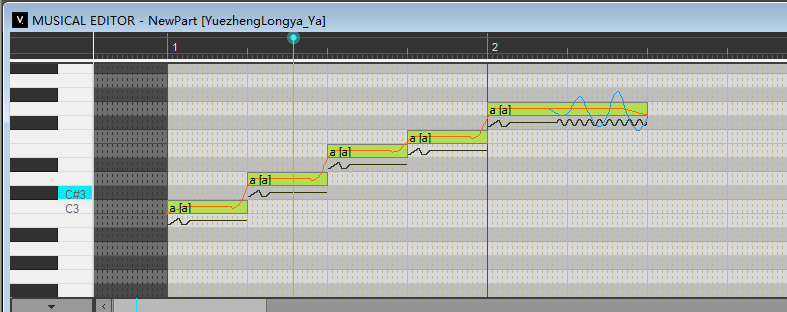 V. MUSICAL EDITOR - NewPart [YuezhengLongya_Ya]
1 2
a [a]
a [a]
a [a]
a [a]
C#3
a [a]
C3